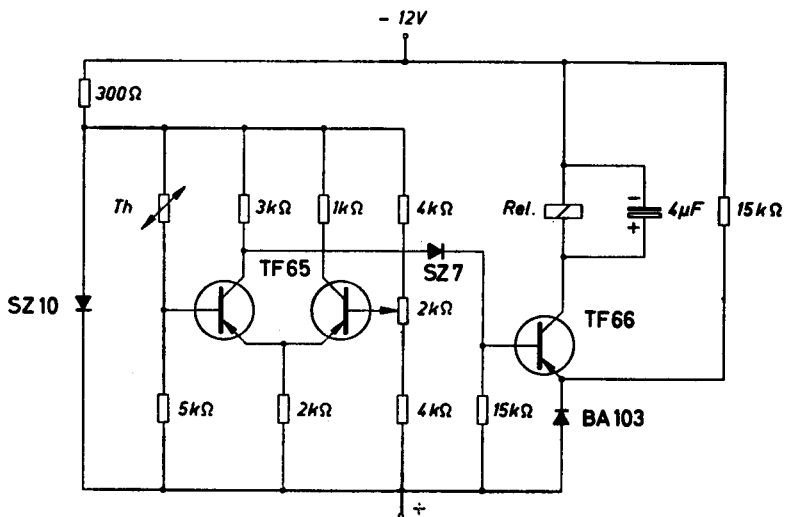 - 12V
300Ω
Th
3kΩ
1kΩ
4kΩ
Rel.
-
4μF
+
15kΩ
TF65
SZ7
SZ10
2kΩ
TF66
5kΩ
2kΩ
4kΩ
15kΩ
BA103
÷